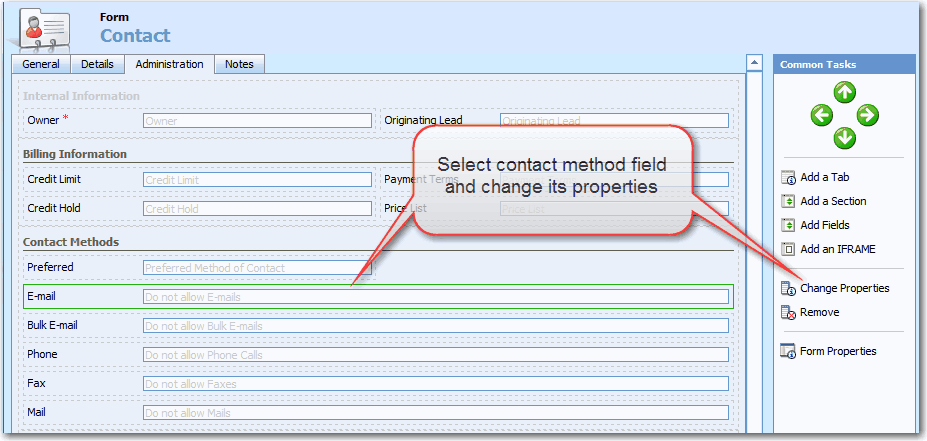 Form
Contact
General Details Administration Notes
Internal Information
Owner * Owner Originating Lead Originating Lead
Billing Information
Credit Limit Credit Limit Payment Terms
Credit Hold Credit Hold Price List Price List
Select contact method field
and change its properties
Contact Methods
Preferred Preferred Method of Contact
E-mail Do not allow E-mails
Bulk E-mail Do not allow Bulk E-mails
Phone Do not allow Phone Calls
Fax Do not allow Faxes
Mail Do not allow Mails
Common Tasks
Add a Tab
Add a Section
Add Fields
Add an IFRAME
Change Properties
Remove
Form Properties